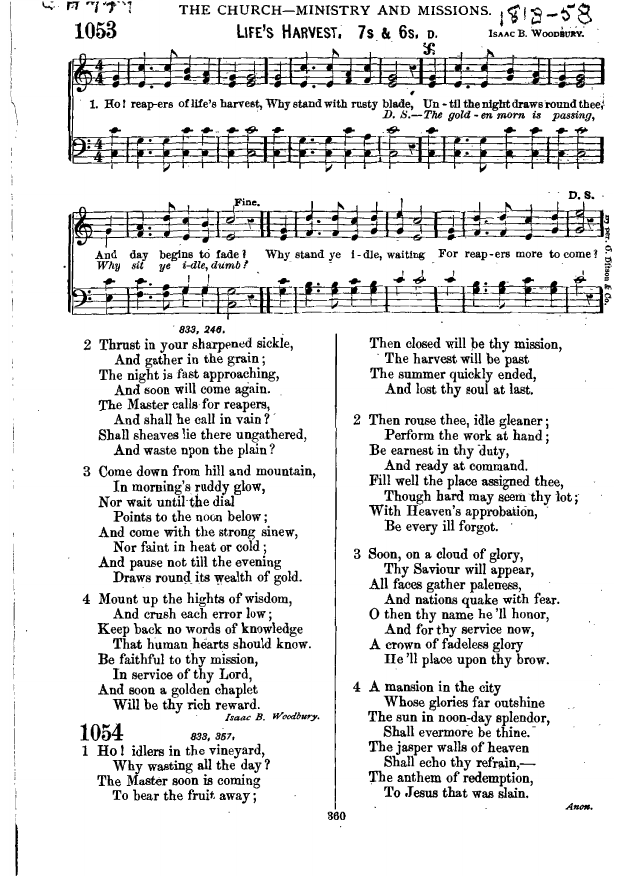 THE CHURCH—MINISTRY AND MISSIONS.
1818-58
1053
LIFE'S HARVEST. 7s & 6s. D.
ISAAC B. WOODBURY.
1. Ho! reap-ers of life's harvest, Why stand with rusty blade, Un - til the night draws round thee,
D. S.—The gold - en morn is passing,
Fine.
D. S.
And day begins to fade? Why stand ye i-dle, waiting For reap-ers more to come?
Why sit ye i-dle, dumb?
By per. O. Ditson & Co.
833, 246.
2 Thrust in your sharpened sickle,
And gather in the grain;
The night is fast approaching,
And soon will come again.
The Master calls for reapers,
And shall he call in vain?
Shall sheaves lie there ungathered,
And waste upon the plain?
3 Come down from hill and mountain,
In morning's ruddy glow,
Nor wait until the dial
Points to the noon below;
And come with the strong sinew,
Nor faint in heat or cold;
And pause not till the evening
Draws round its wealth of gold.
4 Mount up the hights of wisdom,
And crush each error low;
Keep back no words of knowledge
That human hearts should know.
Be faithful to thy mission,
In service of thy Lord,
And soon a golden chaplet
Will be thy rich reward.
Isaac B. Woodbury.
1054
833, 357.
1 Ho! idlers in the vineyard,
Why wasting all the day?
The Master soon is coming
To bear the fruit away;
Then closed will be thy mission,
The harvest will be past
The summer quickly ended,
And lost thy soul at last.
2 Then rouse thee, idle gleaner;
Perform the work at hand;
Be earnest in thy duty,
And ready at command.
Fill well the place assigned thee,
Though hard may seem thy lot;
With Heaven's approbation,
Be every ill forgot.
3 Soon, on a cloud of glory,
Thy Saviour will appear,
All faces gather paleness,
And nations quake with fear.
O then thy name he'll honor,
And for thy service now,
A crown of fadeless glory
He'll place upon thy brow.
4 A mansion in the city
Whose glories far outshine
The sun in noon-day splendor,
Shall evermore be thine.
The jasper walls of heaven
Shall echo thy refrain,—
The anthem of redemption,
To Jesus that was slain.
Anon.
360